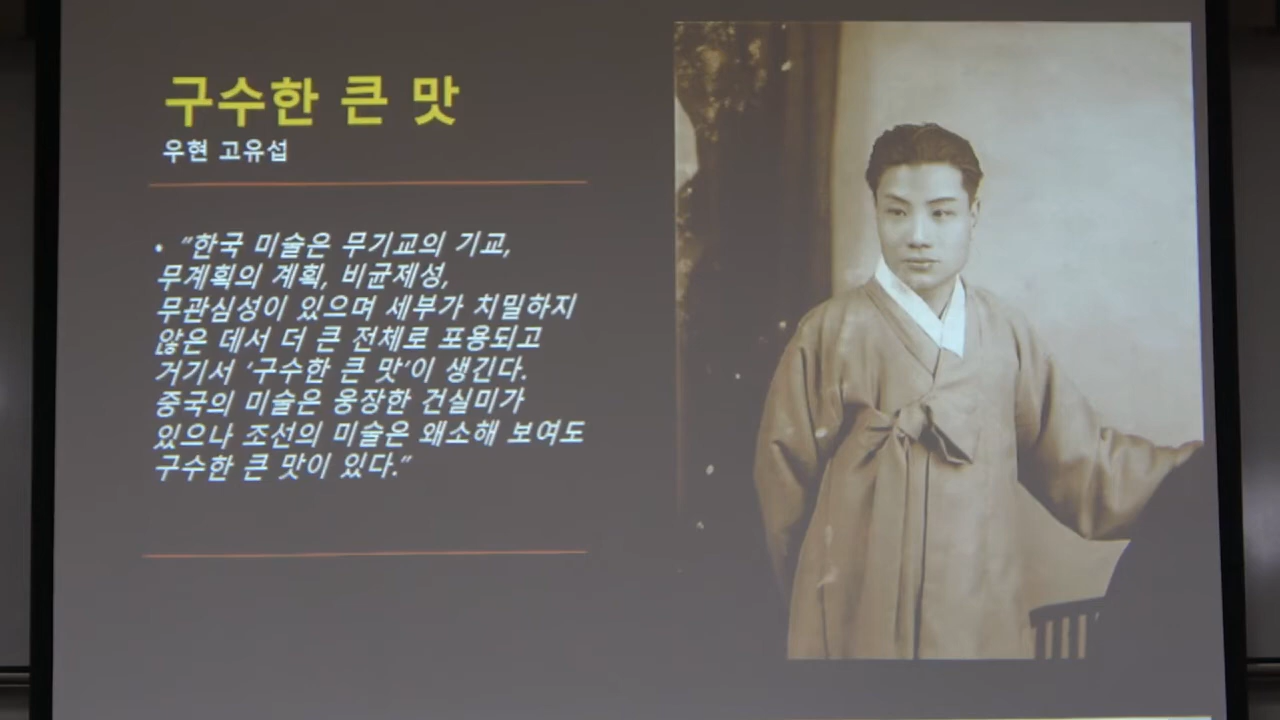 구수한 큰 맛
우현 고유섭
• “한국 미술은 무기교의 기교,
무계획의 계획, 비균제성,
무관심성이 있으며 세부가 치밀하지
않은 데서 더 큰 전체로 포용되고
거기서 ‘구수한 큰 맛’이 생긴다.
중국의 미술은 웅장한 건실미가
있으나 조선의 미술은 왜소해 보여도
구수한 큰 맛이 있다.”